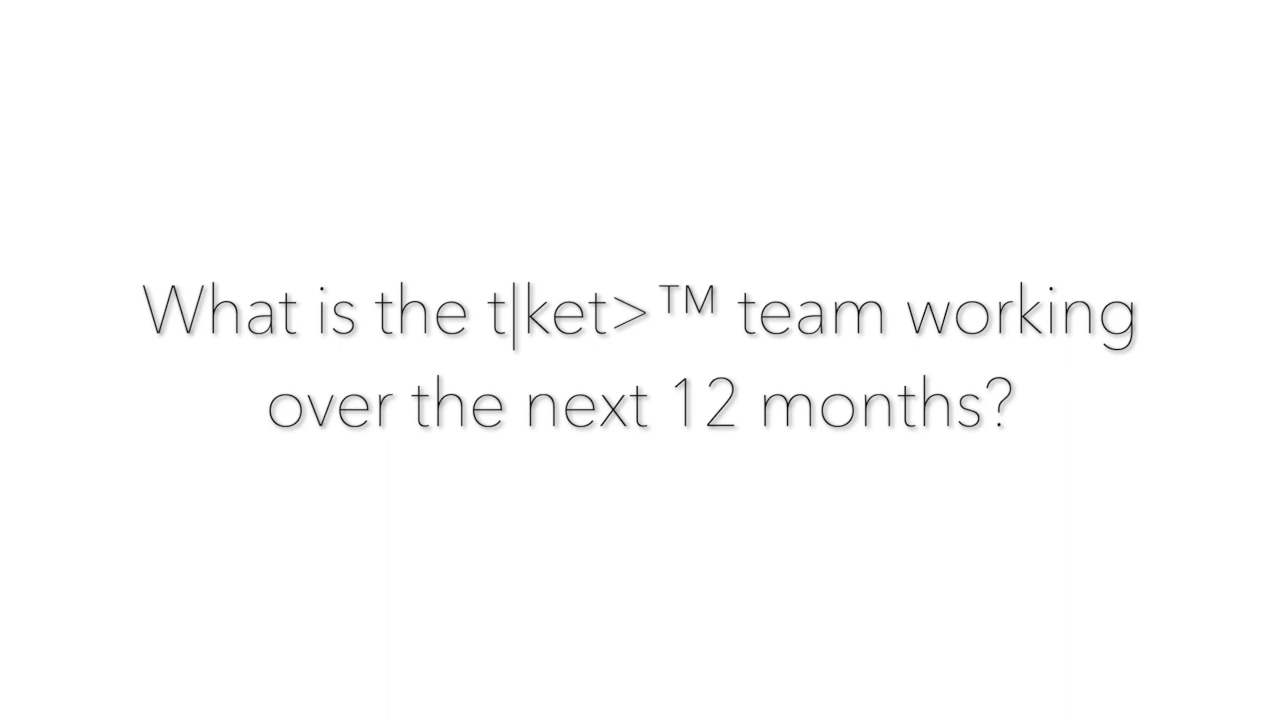 What is the t|ket>™ team working
over the next 12 months?